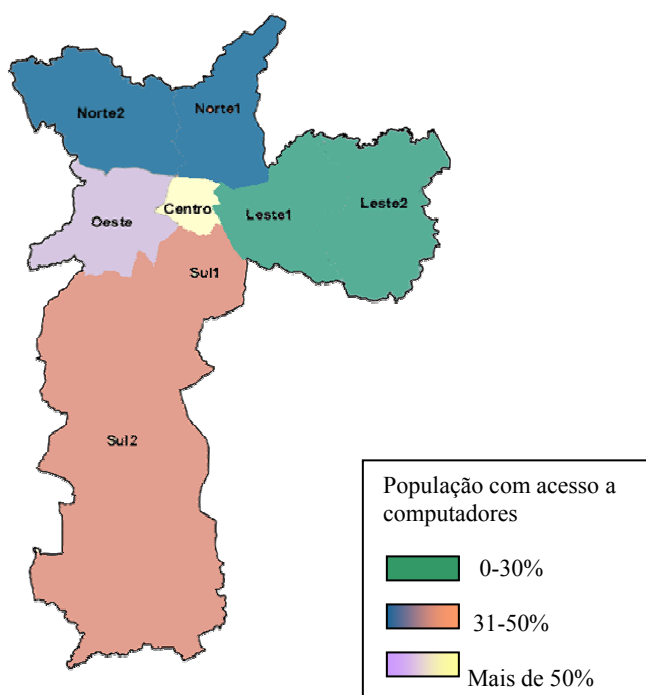 Norte1
Norte2
Centro
Oeste
Leste1
Leste2
Sul1
Sul2
População com acesso a
computadores
0-30%
31-50%
Mais de 50%